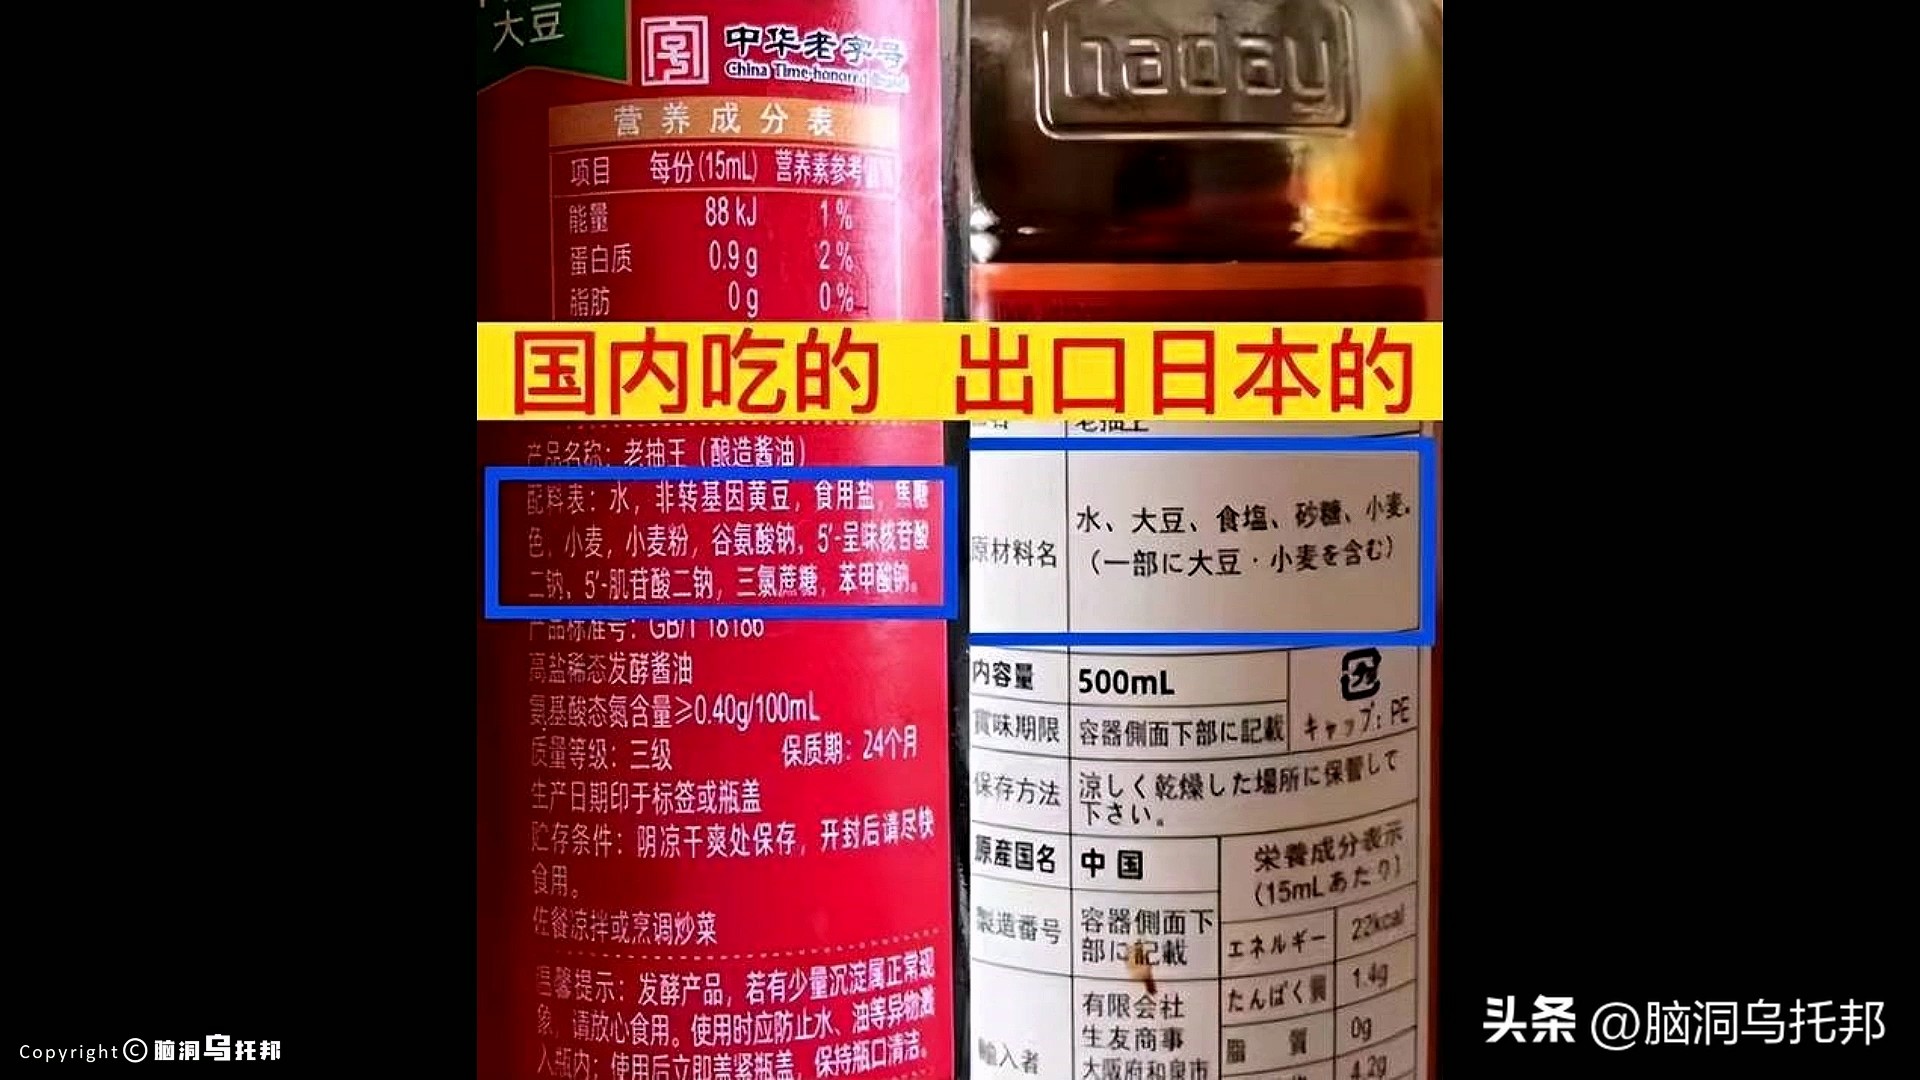 大豆
中华老字号
China Time-honored Brand
营养成分表
项目 每份(15mL) 营养素参考
能量 88 kJ 1%
蛋白质 0.9 g 2%
脂肪 0 g 0%
haday
国内吃的 出口日本的
产品名称：老抽王（酿造酱油）
配料表：水，非转基因黄豆，食用盐，焦糖
色，小麦，小麦粉，谷氨酸钠，5′-呈味核苷酸
二钠，5′-肌苷酸二钠，三氯蔗糖，苯甲酸钠。
产品标准号：GB/T 18186
高盐稀态发酵酱油
氨基酸态氮含量≥0.40g/100mL
质量等级：三级 保质期：24个月
生产日期印于标签或瓶盖
贮存条件：阴凉干爽处保存，开封后请尽快
食用。
佐餐凉拌或烹调炒菜
温馨提示：发酵产品，若有少量沉淀属正常现
象，请放心食用。使用时应防止水、油等异物溅
入瓶内；使用后立即盖紧瓶盖，保持瓶口清洁。
老抽王
原材料名
水、大豆、食塩、砂糖、小麦。
（一部に大豆・小麦を含む）
内容量 500mL
キャップ：PE
賞味期限 容器側面下部に記載
保存方法 涼しく乾燥した場所に保管して
下さい。
原産国名 中国
製造番号 容器側面下
部に記載
輸入者 有限会社
生友商事
大阪府和泉市
栄養成分表示
（15mLあたり）
エネルギー 22kcal
たんぱく質 1.4g
脂質 0g
4.2g
Copyright©脑洞乌托邦
头条 @脑洞乌托邦